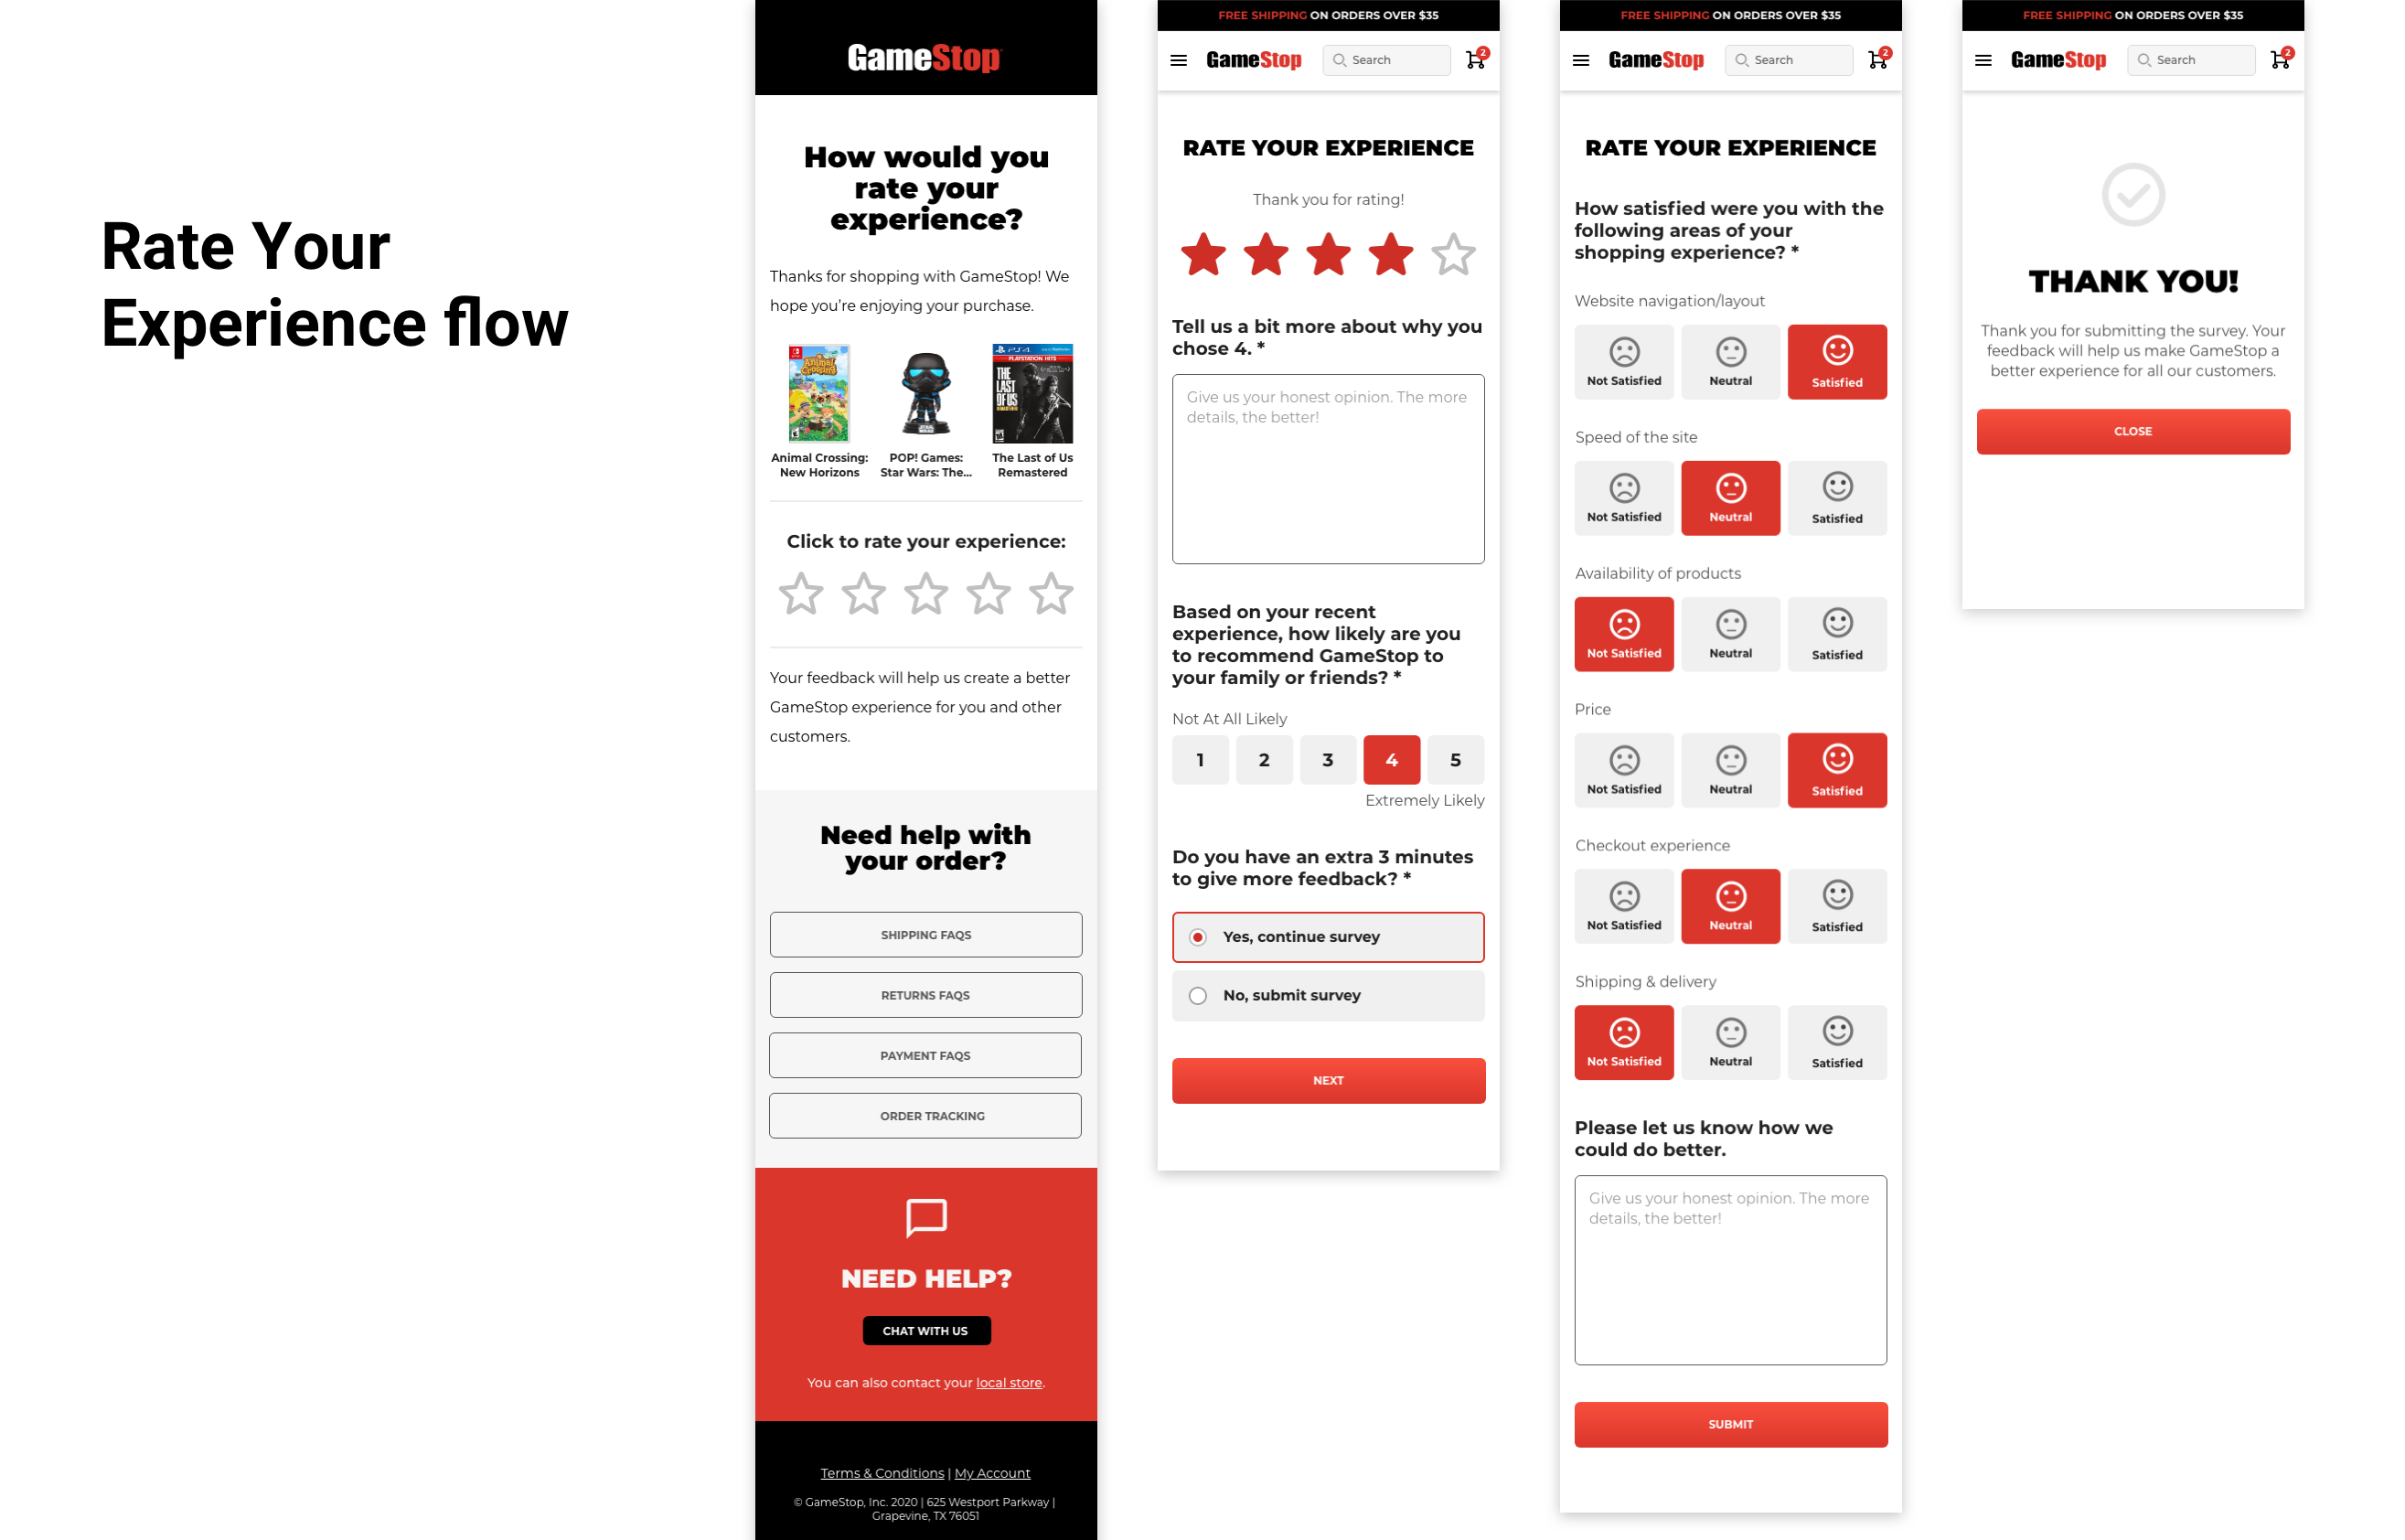 Rate Your
Experience flow
GameStop
How would you
rate your
experience?
Thanks for shopping with GameStop! We
hope you're enjoying your purchase.
Animal
Crossing
PS4
PLAYSTATION HITS
THE
LAST
OF US
REMASTERED
STAR WARS
Animal Crossing:
New Horizons
POP! Games:
Star Wars: The...
The Last of Us
Remastered
Click to rate your experience:
Your feedback will help us create a better
GameStop experience for you and other
customers.
Need help with
your order?
SHIPPING FAQS
RETURNS FAQS
PAYMENT FAQS
ORDER TRACKING
NEED HELP?
CHAT WITH US
You can also contact your local store.
Terms & Conditions | My Account
© GameStop, Inc. 2020 | 625 Westport Parkway |
Grapevine, TX 76051
FREE SHIPPING ON ORDERS OVER $35
GameStop
Search
2
RATE YOUR EXPERIENCE
Thank you for rating!
Tell us a bit more about why you
chose 4. *
Give us your honest opinion. The more
details, the better!
Based on your recent
experience, how likely are you
to recommend GameStop to
your family or friends? *
Not At All Likely
1 2 3 4 5
Extremely Likely
Do you have an extra 3 minutes
to give more feedback? *
Yes, continue survey
No, submit survey
NEXT
FREE SHIPPING ON ORDERS OVER $35
GameStop
Search
2
RATE YOUR EXPERIENCE
How satisfied were you with the
following areas of your
shopping experience? *
Website navigation/layout
Not Satisfied Neutral Satisfied
Speed of the site
Not Satisfied Neutral Satisfied
Availability of products
Not Satisfied Neutral Satisfied
Price
Not Satisfied Neutral Satisfied
Checkout experience
Not Satisfied Neutral Satisfied
Shipping & delivery
Not Satisfied Neutral Satisfied
Please let us know how we
could do better.
Give us your honest opinion. The more
details, the better!
SUBMIT
FREE SHIPPING ON ORDERS OVER $35
GameStop
Search
2
THANK YOU!
Thank you for submitting the survey. Your
feedback will help us make GameStop a
better experience for all our customers.
CLOSE